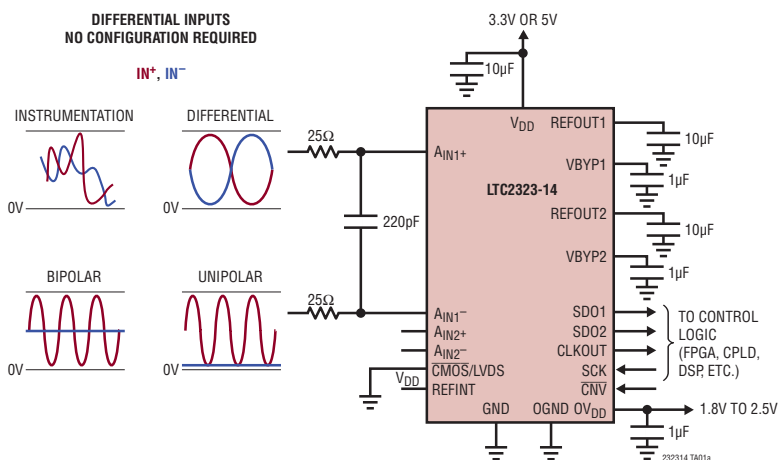 DIFFERENTIAL INPUTS
NO CONFIGURATION REQUIRED
IN+, IN−
INSTRUMENTATION
DIFFERENTIAL
0V
0V
BIPOLAR
UNIPOLAR
0V
0V
25Ω
220pF
25Ω
3.3V OR 5V
10µF
VDD
AIN1+
LTC2323-14
AIN1−
AIN2+
AIN2−
CMOS/LVDS
VDD
REFINT
GND
OGND
OVDD
REFOUT1
10µF
VBYP1
1µF
REFOUT2
10µF
VBYP2
1µF
SDO1
SDO2
CLKOUT
SCK
CNV
TO CONTROL
LOGIC
(FPGA, CPLD,
DSP, ETC.)
1.8V TO 2.5V
1µF
232314 TA01a